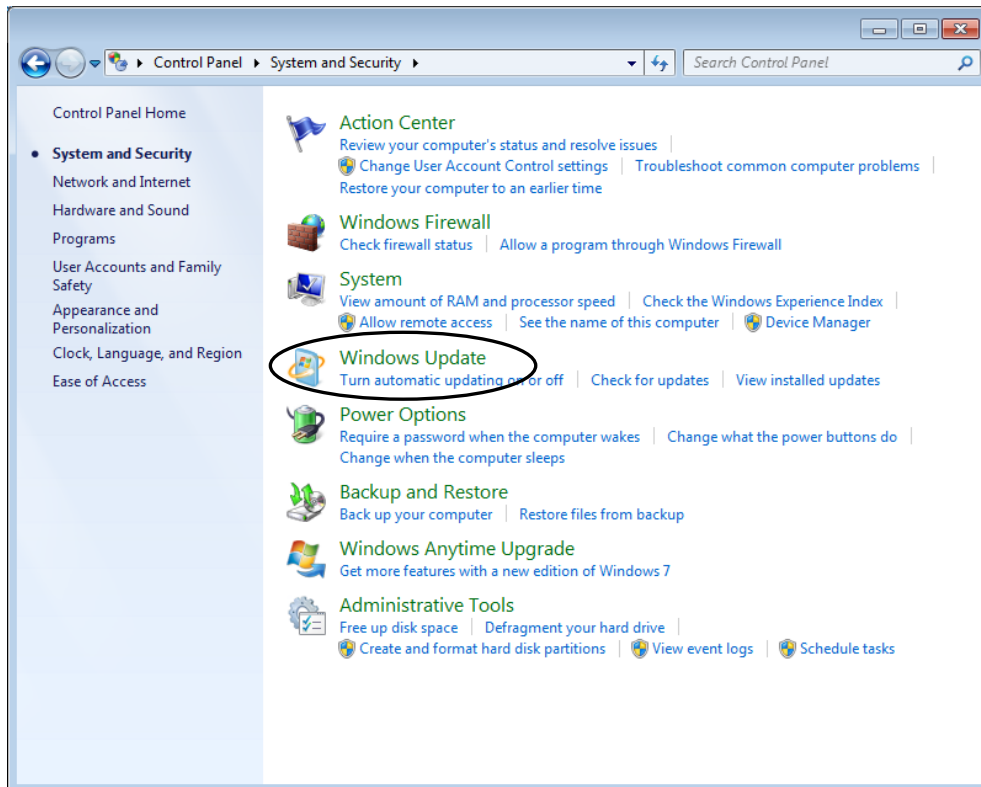 Control Panel System and Security Search Control Panel
Control Panel Home
System and Security
Network and Internet
Hardware and Sound
Programs
User Accounts and Family
Safety
Appearance and
Personalization
Clock, Language, and Region
Ease of Access
Action Center
Review your computer's status and resolve issues
Change User Account Control settings Troubleshoot common computer problems
Restore your computer to an earlier time
Windows Firewall
Check firewall status Allow a program through Windows Firewall
System
View amount of RAM and processor speed Check the Windows Experience Index
Allow remote access See the name of this computer Device Manager
Windows Update
Turn automatic updating on or off Check for updates View installed updates
Power Options
Require a password when the computer wakes Change what the power buttons do
Change when the computer sleeps
Backup and Restore
Back up your computer Restore files from backup
Windows Anytime Upgrade
Get more features with a new edition of Windows 7
Administrative Tools
Free up disk space Defragment your hard drive
Create and format hard disk partitions View event logs Schedule tasks